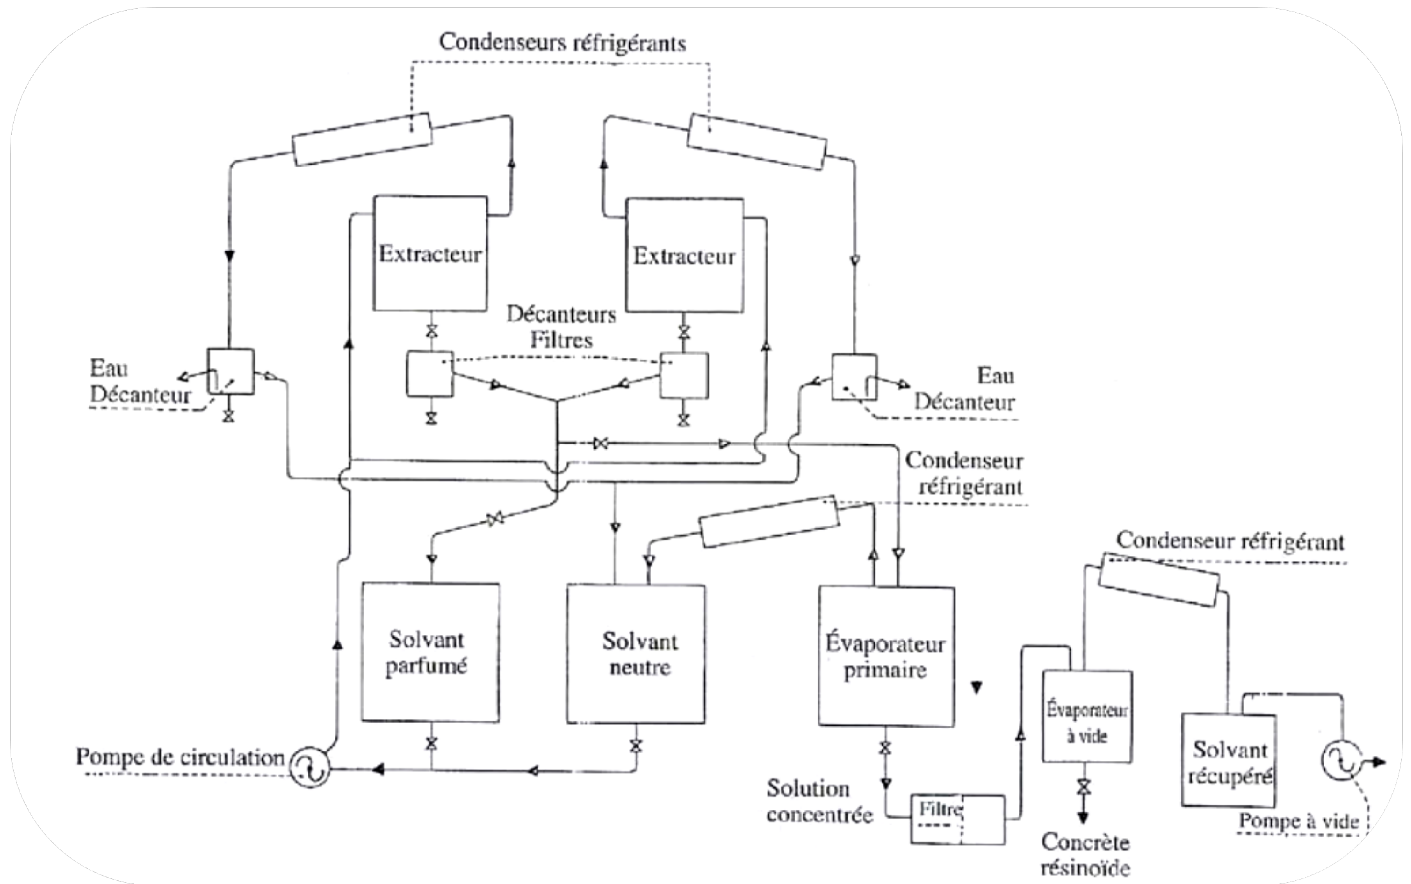 Condenseurs réfrigérants
Extracteur
Extracteur
Décanteurs
Filtres
Eau
Décanteur
Eau
Décanteur
Condenseur
réfrigérant
Condenseur réfrigérant
Solvant
parfumé
Solvant
neutre
Évaporateur
primaire
Évaporateur
à vide
Solvant
récupéré
Pompe de circulation
Solution
concentrée
Filtre
Pompe à vide
Concrète
résinoïde